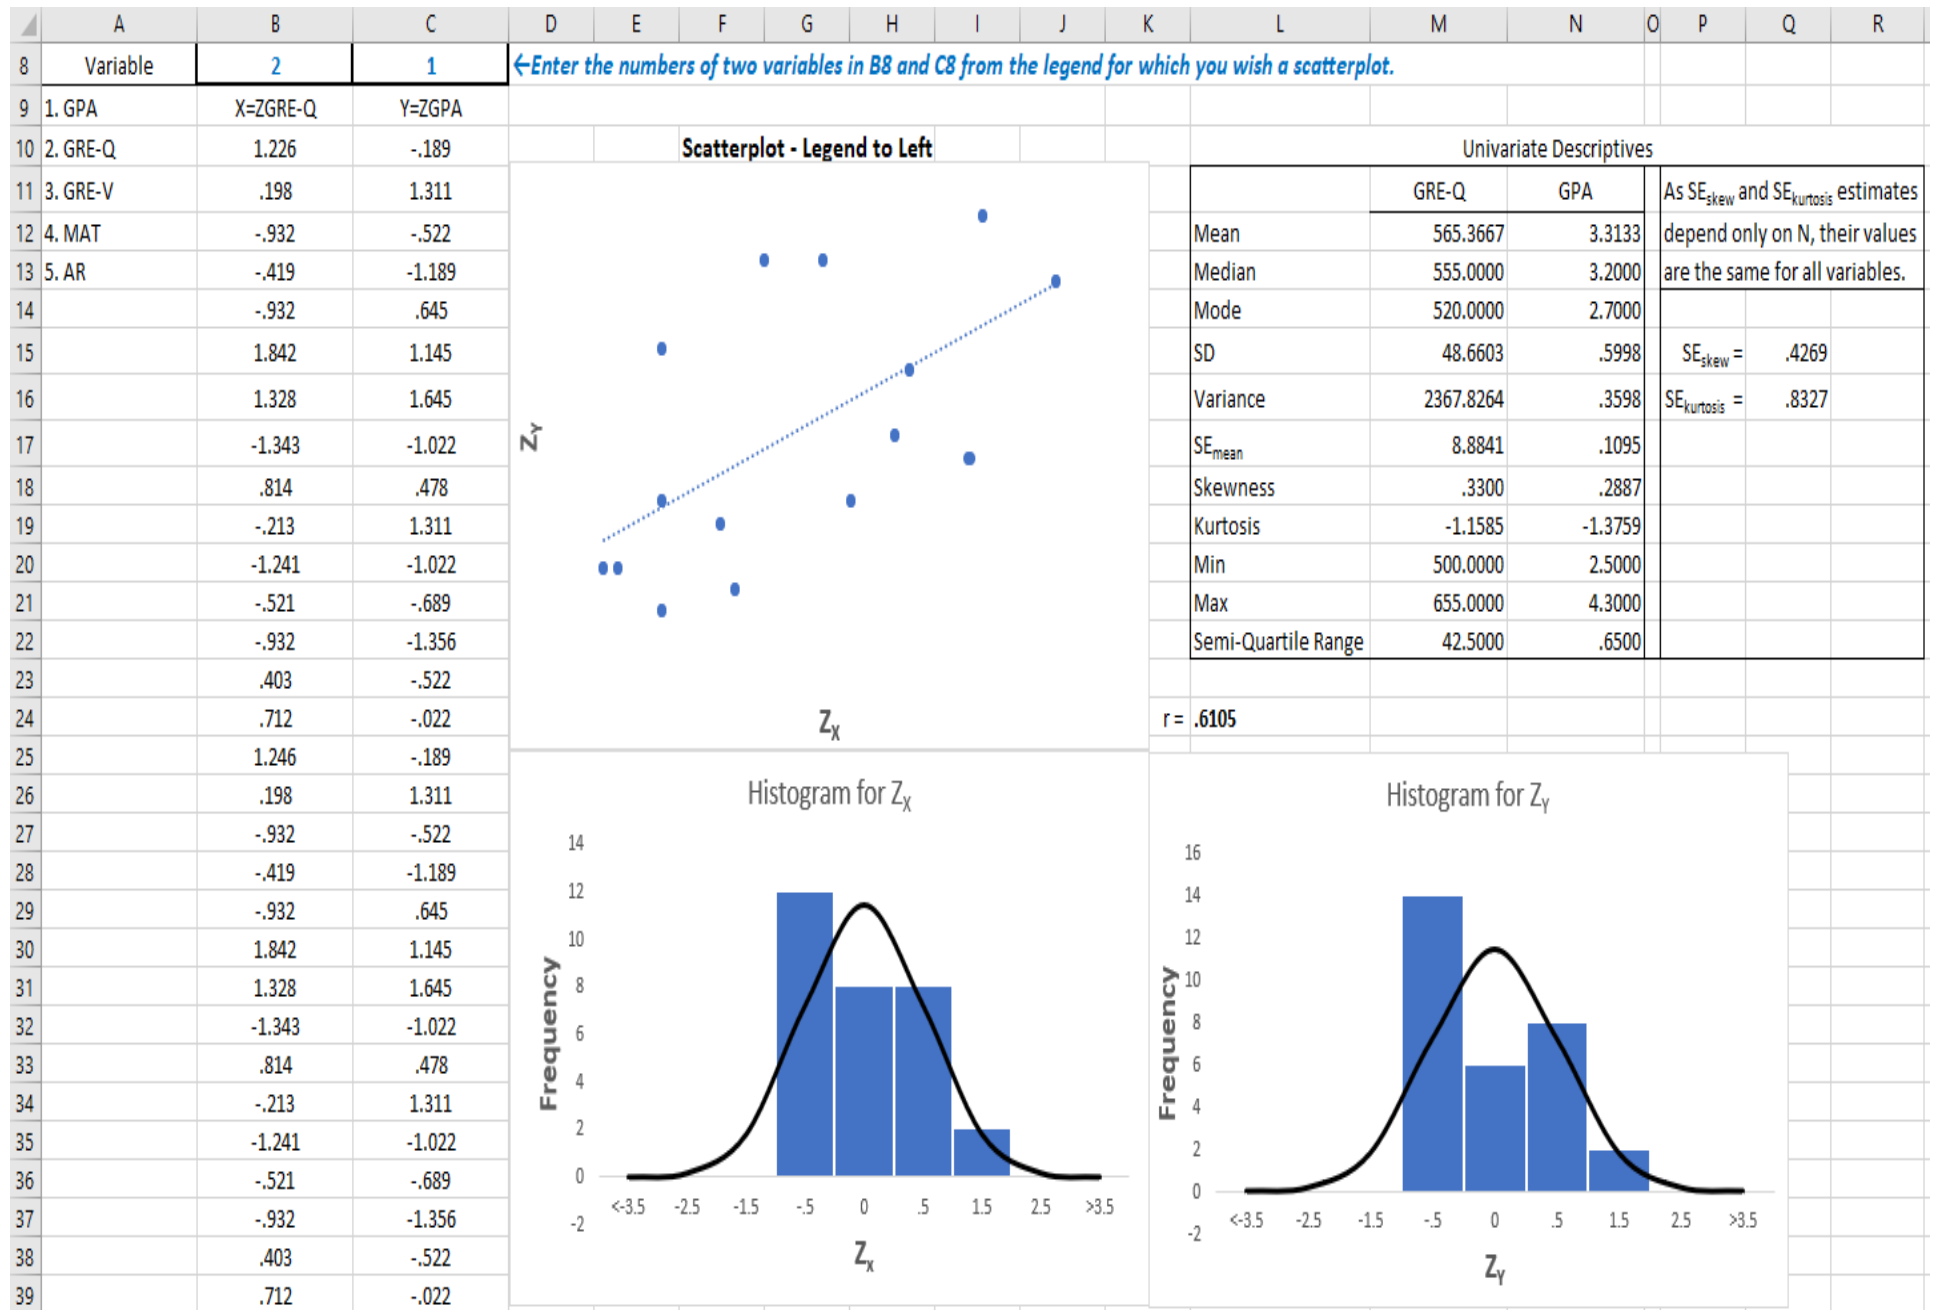 A B C D E F G H I J K L M N O P Q R
8 Variable 2 1 ←Enter the numbers of two variables in B8 and C8 from the legend for which you wish a scatterplot.
9 1. GPA X=ZGRE-Q Y=ZGPA
10 2. GRE-Q 1.226 -.189 Scatterplot - Legend to Left Univariate Descriptives
11 3. GRE-V .198 1.311 GRE-Q GPA As SEskew and SEkurtosis estimates
12 4. MAT -.932 -.522 Mean 565.3667 3.3133 depend only on N, their values
13 5. AR -.419 -1.189 Median 555.0000 3.2000 are the same for all variables.
14 -.932 .645 Mode 520.0000 2.7000
15 1.842 1.145 SD 48.6603 .5998 SEskew = .4269
16 1.328 1.645 Variance 2367.8264 .3598 SEkurtosis = .8327
17 -1.343 -1.022 ZY SEmean 8.8841 .1095
18 .814 .478 Skewness .3300 .2887
19 -.213 1.311 Kurtosis -1.1585 -1.3759
20 -1.241 -1.022 Min 500.0000 2.5000
21 -.521 -.689 Max 655.0000 4.3000
22 -.932 -1.356 Semi-Quartile Range 42.5000 .6500
23 .403 -.522
24 .712 -.022 ZX r = .6105
25 1.246 -.189
26 .198 1.311
27 -.932 -.522
28 -.419 -1.189
29 -.932 .645
30 1.842 1.145
31 1.328 1.645
32 -1.343 -1.022
33 .814 .478
34 -.213 1.311
35 -1.241 -1.022
36 -.521 -.689
37 -.932 -1.356
38 .403 -.522
39 .712 -.022
Histogram for ZX
Frequency
14
12
10
8
6
4
2
0
-2
<-3.5 -2.5 -1.5 -.5 0 .5 1.5 2.5 >3.5
ZX
Histogram for ZY
Frequency
16
14
12
10
8
6
4
2
0
-2
<-3.5 -2.5 -1.5 -.5 0 .5 1.5 2.5 >3.5
ZY